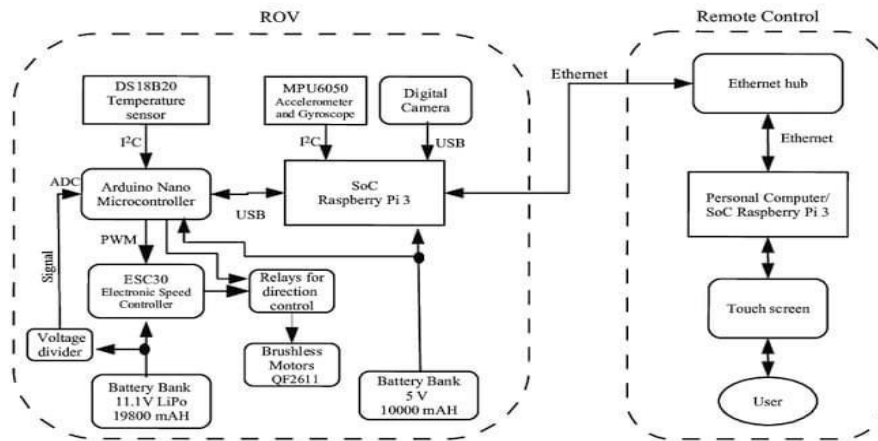 ROV
Remote Control
DS18B20
Temperature
sensor
MPU6050
Accelerometer
and Gyroscope
Digital
Camera
Ethernet
Ethernet hub
I²C
I²C
USB
Ethernet
ADC
Arduino Nano
Microcontroller
USB
SoC
Raspberry Pi 3
Personal Computer/
SoC Raspberry Pi 3
PWM
Signal
ESC30
Electronic Speed
Controller
Relays for
direction
control
Touch screen
Voltage
divider
Brushless
Motors
QF2611
Battery Bank
11.1V LiPo
19800 mAH
Battery Bank
5 V
10000 mAH
User